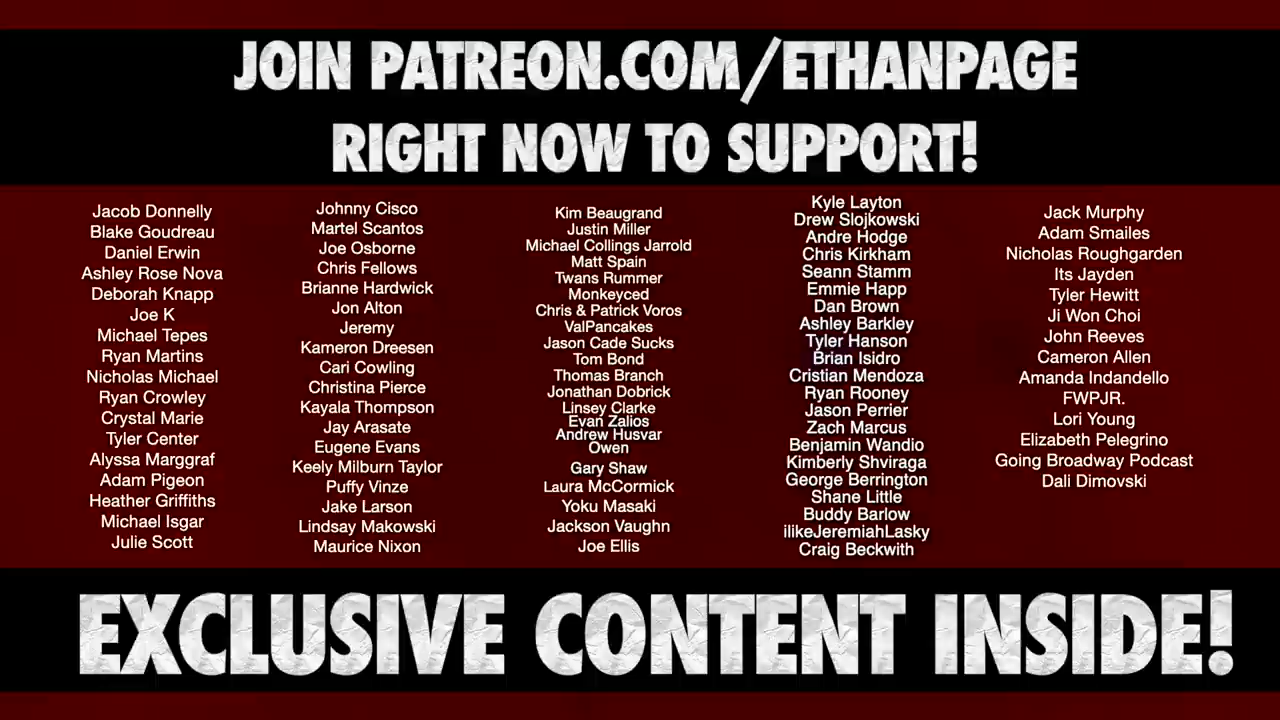 JOIN PATREON.COM/ETHANPAGE
RIGHT NOW TO SUPPORT!
Jacob Donnelly
Blake Goudreau
Daniel Erwin
Ashley Rose Nova
Deborah Knapp
Joe K
Michael Tepes
Ryan Martins
Nicholas Michael
Ryan Crowley
Crystal Marie
Tyler Center
Alyssa Marggraf
Adam Pigeon
Heather Griffiths
Michael Isgar
Julie Scott
Johnny Cisco
Martel Scantos
Joe Osborne
Chris Fellows
Brianne Hardwick
Jon Alton
Jeremy
Kameron Dreesen
Cari Cowling
Christina Pierce
Kayala Thompson
Jay Arasate
Eugene Evans
Keely Milburn Taylor
Puffy Vinze
Jake Larson
Lindsay Makowski
Maurice Nixon
Kim Beaugrand
Justin Miller
Michael Collings Jarrold
Matt Spain
Twans Rummer
Monkeyced
Chris & Patrick Voros
ValPancakes
Jason Cade Sucks
Tom Bond
Thomas Branch
Jonathan Dobrick
Linsey Clarke
Evan Zalios
Andrew Husvar
Owen
Gary Shaw
Laura McCormick
Yoku Masaki
Jackson Vaughn
Joe Ellis
Kyle Layton
Drew Slojkowski
Andre Hodge
Chris Kirkham
Seann Stamm
Emmie Happ
Dan Brown
Ashley Barkley
Tyler Hanson
Brian Isidro
Cristian Mendoza
Ryan Rooney
Jason Perrier
Zach Marcus
Benjamin Wandio
Kimberly Shviraga
George Berrington
Shane Little
Buddy Barlow
ilikeJeremiahLasky
Craig Beckwith
Jack Murphy
Adam Smailes
Nicholas Roughgarden
Its Jayden
Tyler Hewitt
Ji Won Choi
John Reeves
Cameron Allen
Amanda Indandello
FWPJR.
Lori Young
Elizabeth Pelegrino
Going Broadway Podcast
Dali Dimovski
EXCLUSIVE CONTENT INSIDE!